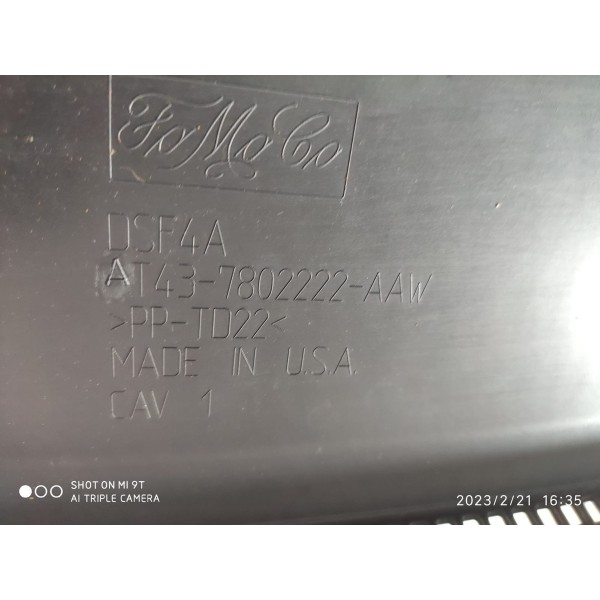 FoMoCo
DSF4A
AT43-7802222-AAW
>PP-TD22<
MADE IN U.S.A.
CAV 1
SHOT ON MI 9T
AI TRIPLE CAMERA
2023/2/21 16:35